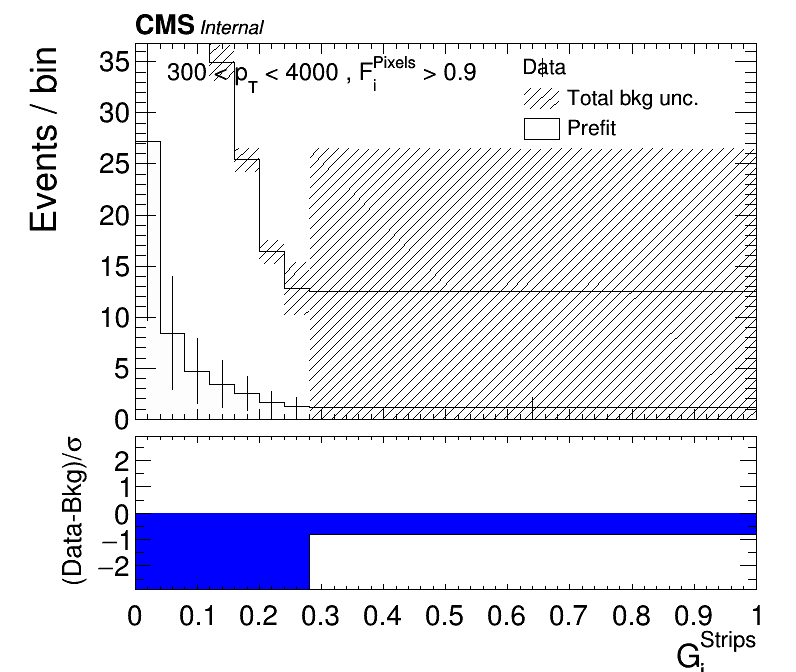 CMS Internal
300 < p_T < 4000 , F_i^Pixels > 0.9
Data
Total bkg unc.
Prefit
Events / bin
35
30
25
20
15
10
5
0
(Data-Bkg)/σ
2
1
0
−1
−2
0 0.1 0.2 0.3 0.4 0.5 0.6 0.7 0.8 0.9 1
G_i^Strips